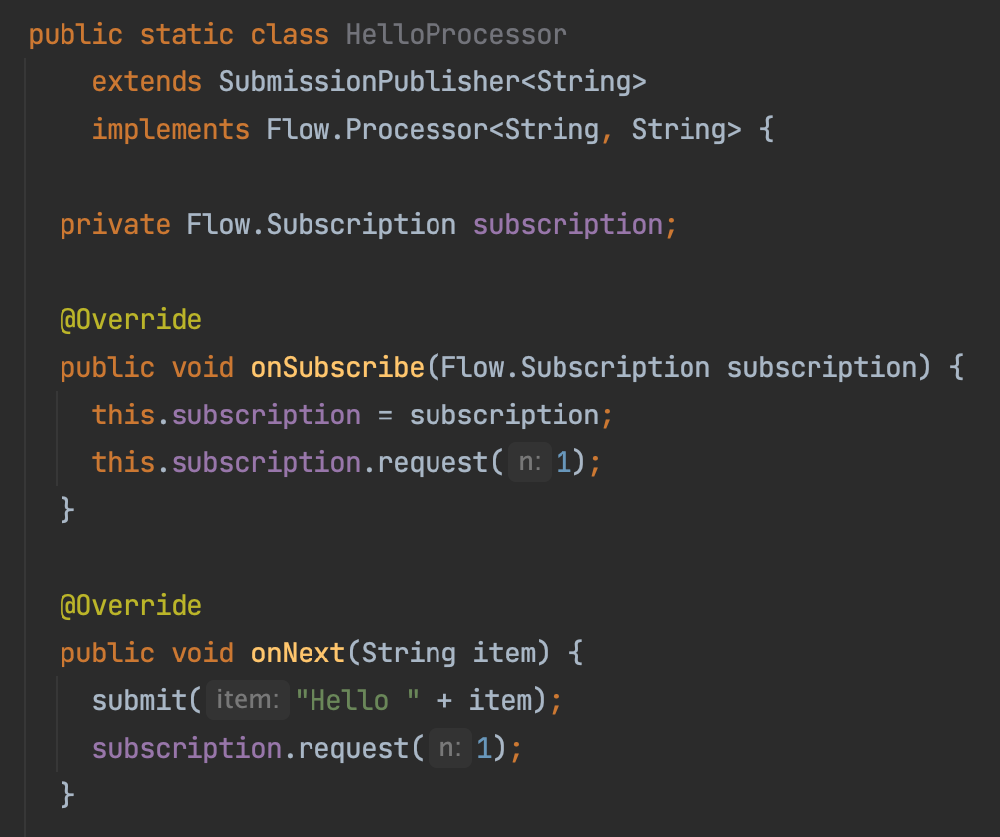 public static class HelloProcessor
extends SubmissionPublisher<String>
implements Flow.Processor<String, String> {
private Flow.Subscription subscription;
@Override
public void onSubscribe(Flow.Subscription subscription) {
this.subscription = subscription;
this.subscription.request( n: 1);
}
@Override
public void onNext(String item) {
submit( item: "Hello " + item);
subscription.request( n: 1);
}